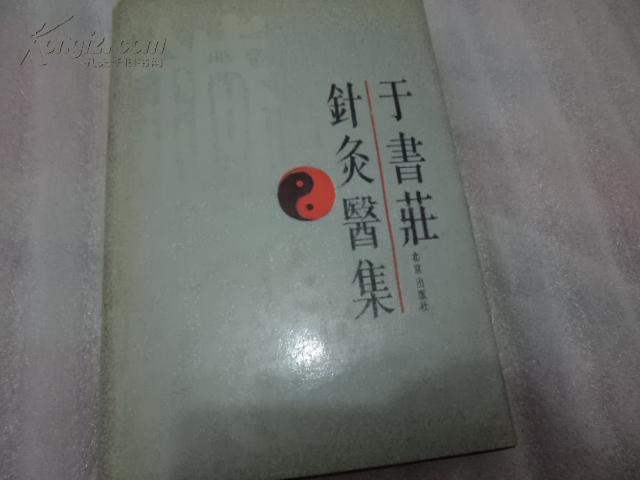 于書莊
針灸醫集
北京出版社
Kongfz.com
孔夫子旧书网